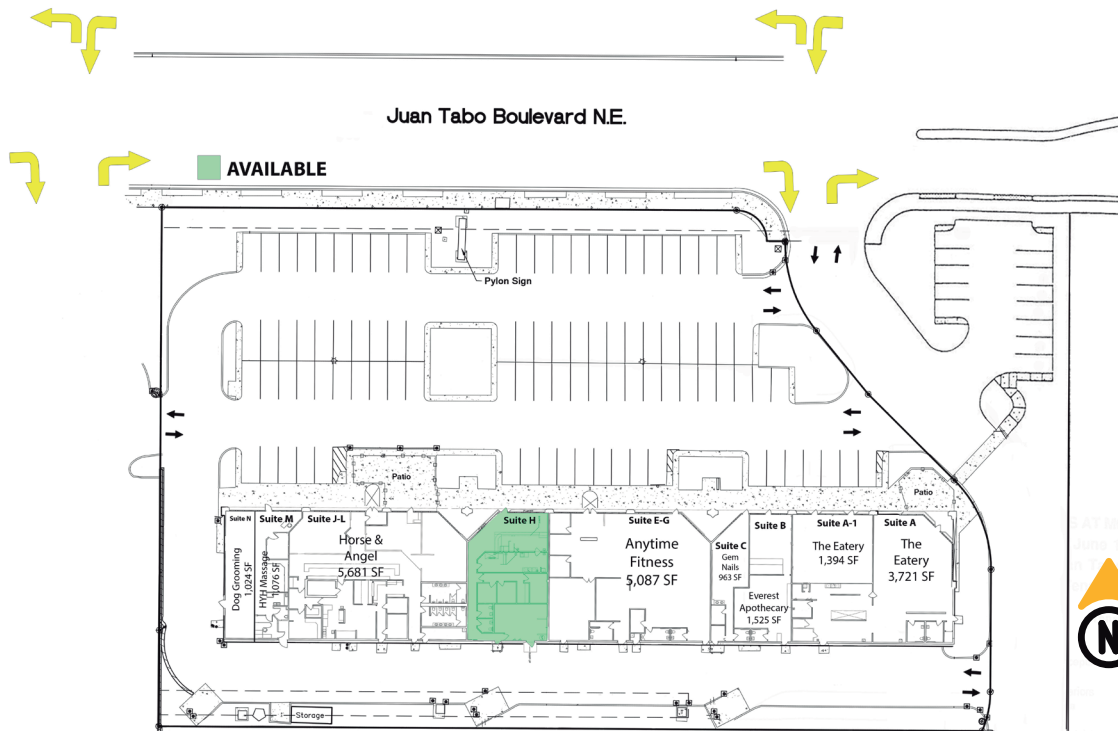 Juan Tabo Boulevard N.E.
AVAILABLE
Pylon Sign
Patio
Patio
Suite N
Dog Grooming
1,024 SF
Suite M
HYH Massage
1,076 SF
Suite J-L
Horse &
Angel
5,681 SF
Suite H
Suite E-G
Anytime
Fitness
5,087 SF
Suite C
Gem
Nails
963 SF
Suite B
Everest
Apothecary
1,525 SF
Suite A-1
The Eatery
1,394 SF
Suite A
The
Eatery
3,721 SF
N
Storage